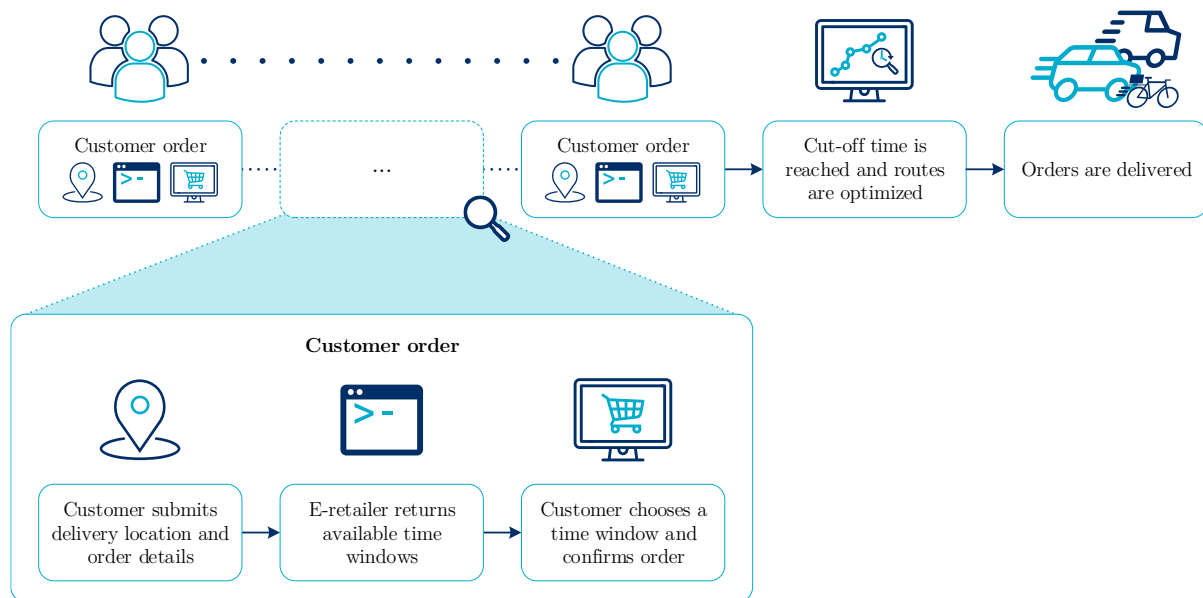 Customer order
...
Customer order
Cut-off time is
reached and routes
are optimized
Orders are delivered
>-
>-
Customer order
>-
Customer submits
delivery location and
order details
E-retailer returns
available time
windows
Customer chooses a
time window and
confirms order